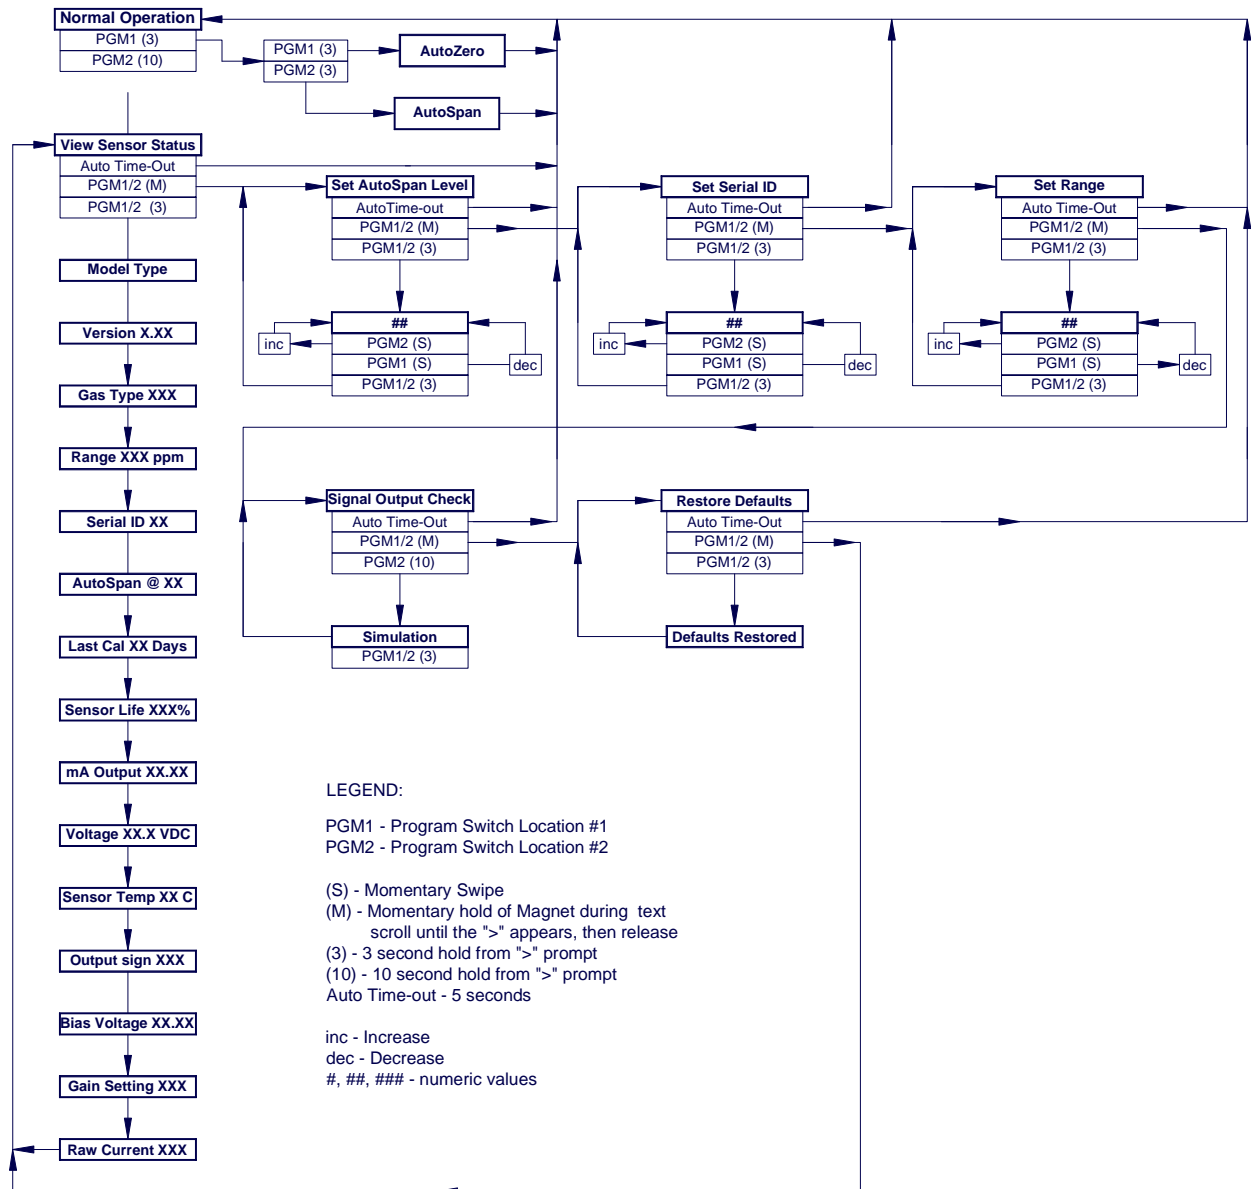 Normal Operation
PGM1 (3)
PGM2 (10)
PGM1 (3)
PGM2 (3)
AutoZero
AutoSpan
View Sensor Status
Auto Time-Out
PGM1/2 (M)
PGM1/2 (3)
Set AutoSpan Level
AutoTime-out
PGM1/2 (M)
PGM1/2 (3)
##
PGM2 (S)
PGM1 (S)
PGM1/2 (3)
inc
dec
Set Serial ID
Auto Time-Out
PGM1/2 (M)
PGM1/2 (3)
##
PGM2 (S)
PGM1 (S)
PGM1/2 (3)
inc
dec
Set Range
Auto Time-Out
PGM1/2 (M)
PGM1/2 (3)
##
PGM2 (S)
PGM1 (S)
PGM1/2 (3)
inc
dec
Model Type
Version X.XX
Gas Type XXX
Range XXX ppm
Serial ID XX
AutoSpan @ XX
Last Cal XX Days
Sensor Life XXX%
mA Output XX.XX
Voltage XX.X VDC
Sensor Temp XX C
Output sign XXX
Bias Voltage XX.XX
Gain Setting XXX
Raw Current XXX
Signal Output Check
Auto Time-Out
PGM1/2 (M)
PGM2 (10)
Simulation
PGM1/2 (3)
Restore Defaults
Auto Time-Out
PGM1/2 (M)
PGM1/2 (3)
Defaults Restored
LEGEND:
PGM1 - Program Switch Location #1
PGM2 - Program Switch Location #2
(S) - Momentary Swipe
(M) - Momentary hold of Magnet during text
scroll until the ">" appears, then release
(3) - 3 second hold from ">" prompt
(10) - 10 second hold from ">" prompt
Auto Time-out - 5 seconds
inc - Increase
dec - Decrease
#, ##, ### - numeric values